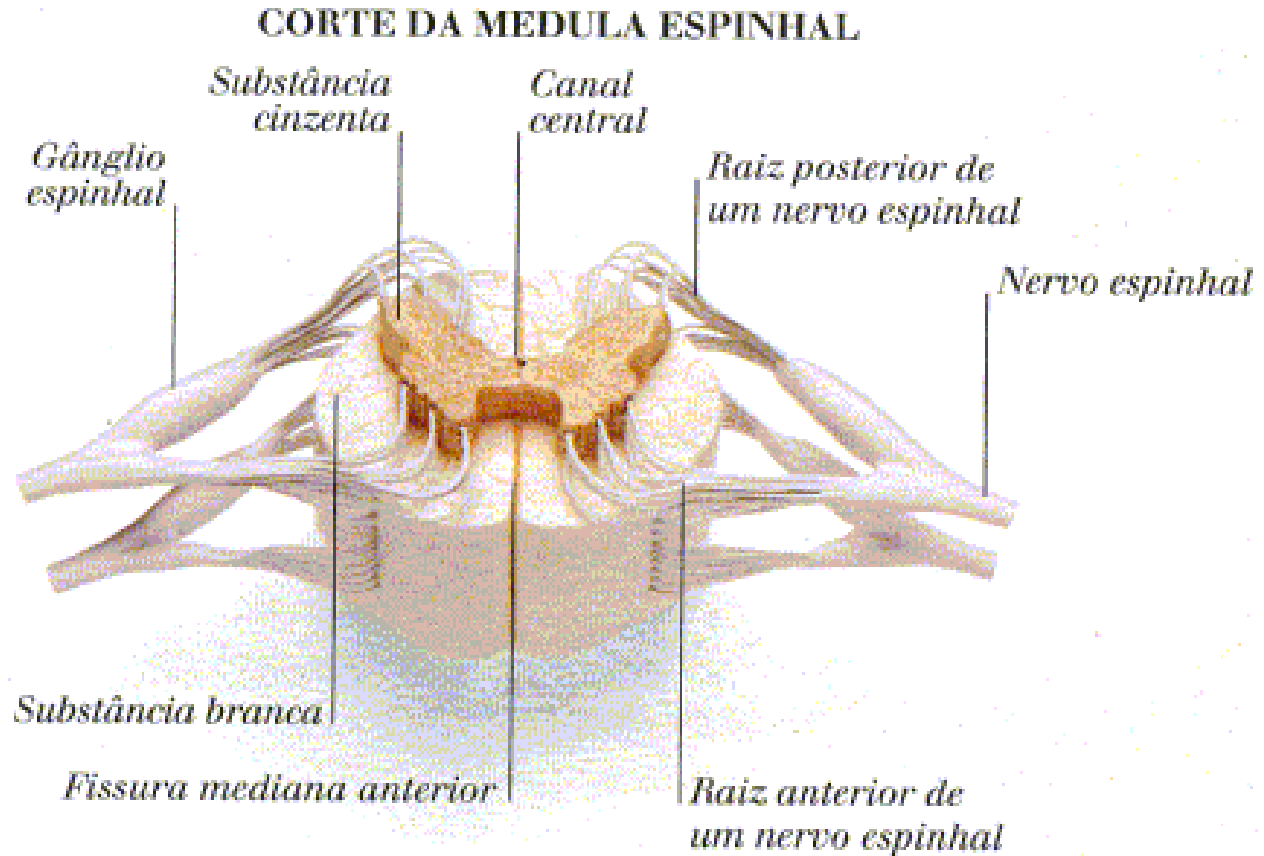 CORTE DA MEDULA ESPINHAL
Substância
cinzenta
Canal
central
Gânglio
espinhal
Raiz posterior de
um nervo espinhal
Nervo espinhal
Substância branca
Fissura mediana anterior
Raiz anterior de
um nervo espinhal